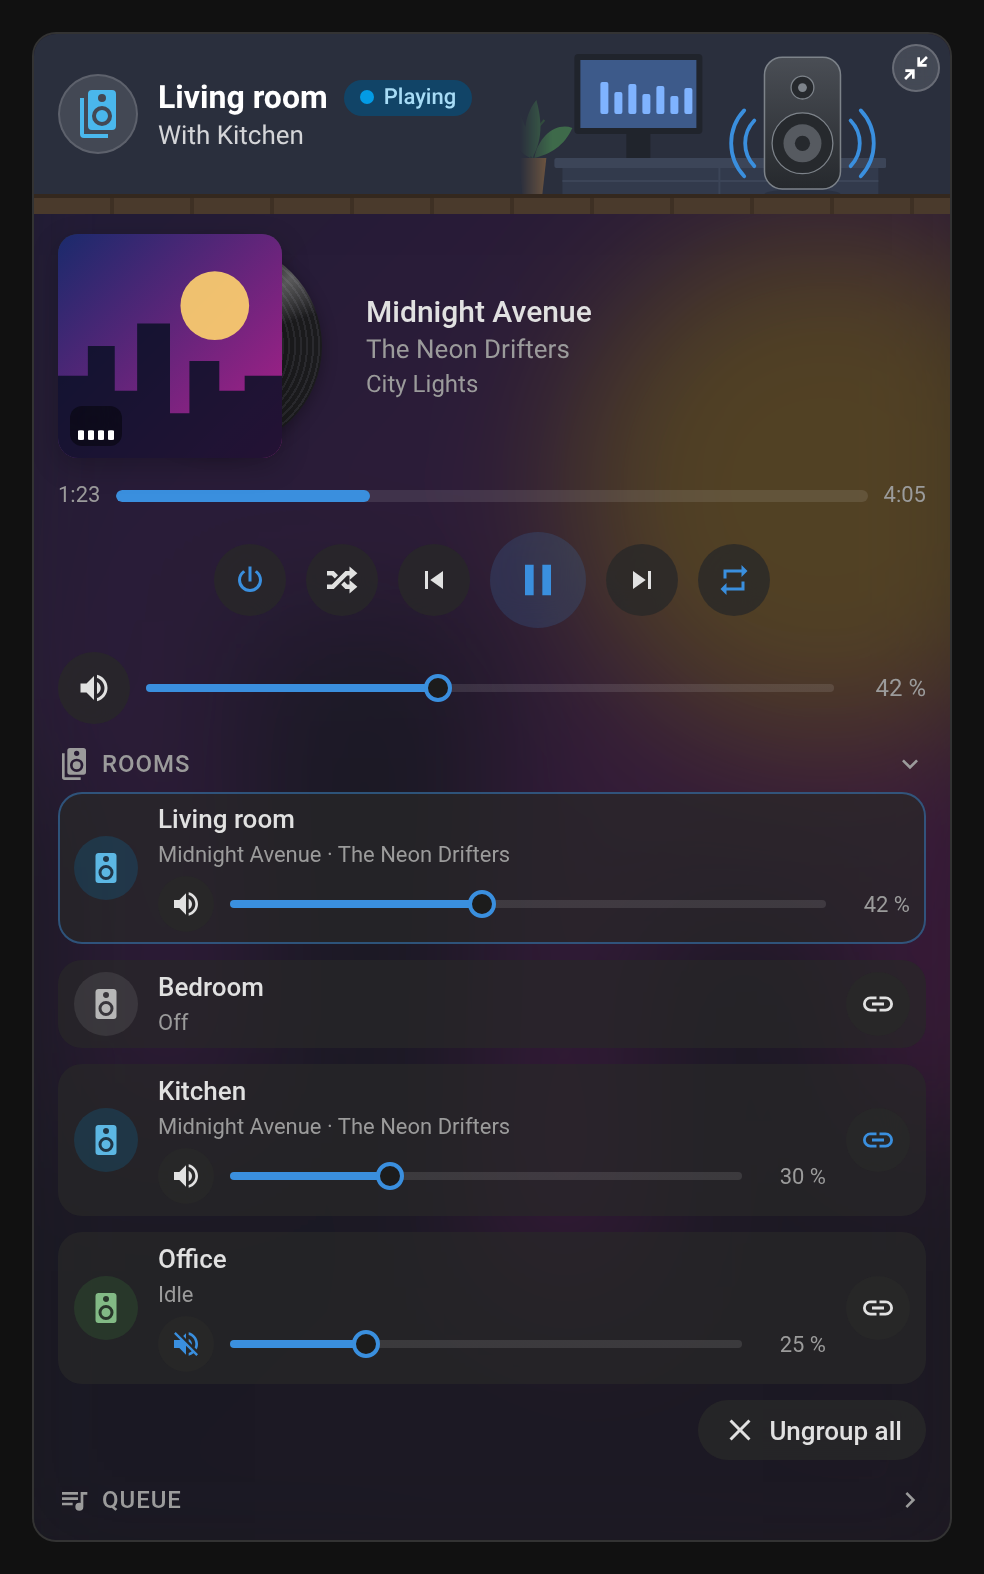 Living room
Playing
With Kitchen
Midnight Avenue
The Neon Drifters
City Lights
1:23
4:05
42 %
ROOMS
Living room
Midnight Avenue · The Neon Drifters
42 %
Bedroom
Off
Kitchen
Midnight Avenue · The Neon Drifters
30 %
Office
Idle
25 %
Ungroup all
QUEUE